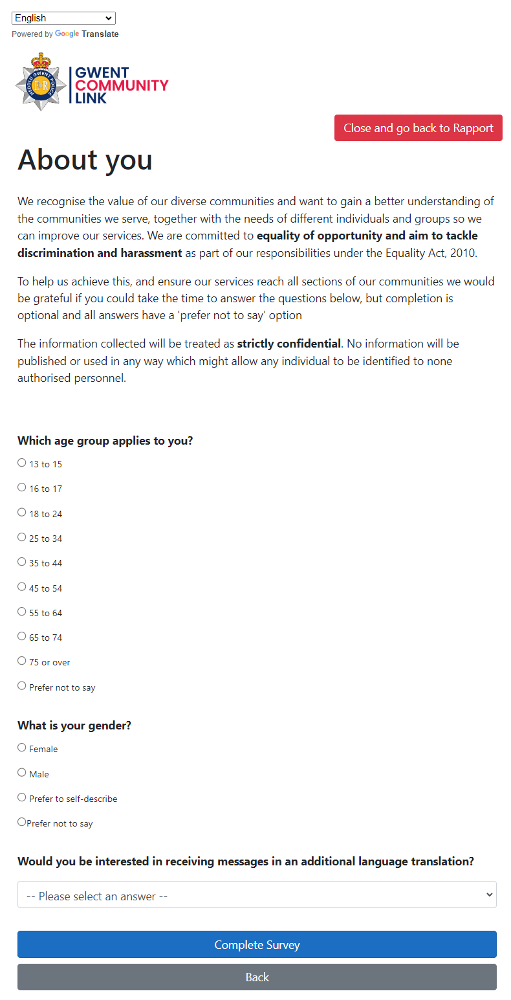 English
Powered by Google Translate
HEDDLU GWENT POLICE
EIIR
GWENT
COMMUNITY
LINK
Close and go back to Rapport
About you
We recognise the value of our diverse communities and want to gain a better understanding of
the communities we serve, together with the needs of different individuals and groups so we
can improve our services. We are committed to equality of opportunity and aim to tackle
discrimination and harassment as part of our responsibilities under the Equality Act, 2010.
To help us achieve this, and ensure our services reach all sections of our communities we would
be grateful if you could take the time to answer the questions below, but completion is
optional and all answers have a 'prefer not to say' option
The information collected will be treated as strictly confidential. No information will be
published or used in any way which might allow any individual to be identified to none
authorised personnel.
Which age group applies to you?
13 to 15
16 to 17
18 to 24
25 to 34
35 to 44
45 to 54
55 to 64
65 to 74
75 or over
Prefer not to say
What is your gender?
Female
Male
Prefer to self-describe
Prefer not to say
Would you be interested in receiving messages in an additional language translation?
-- Please select an answer --
Complete Survey
Back